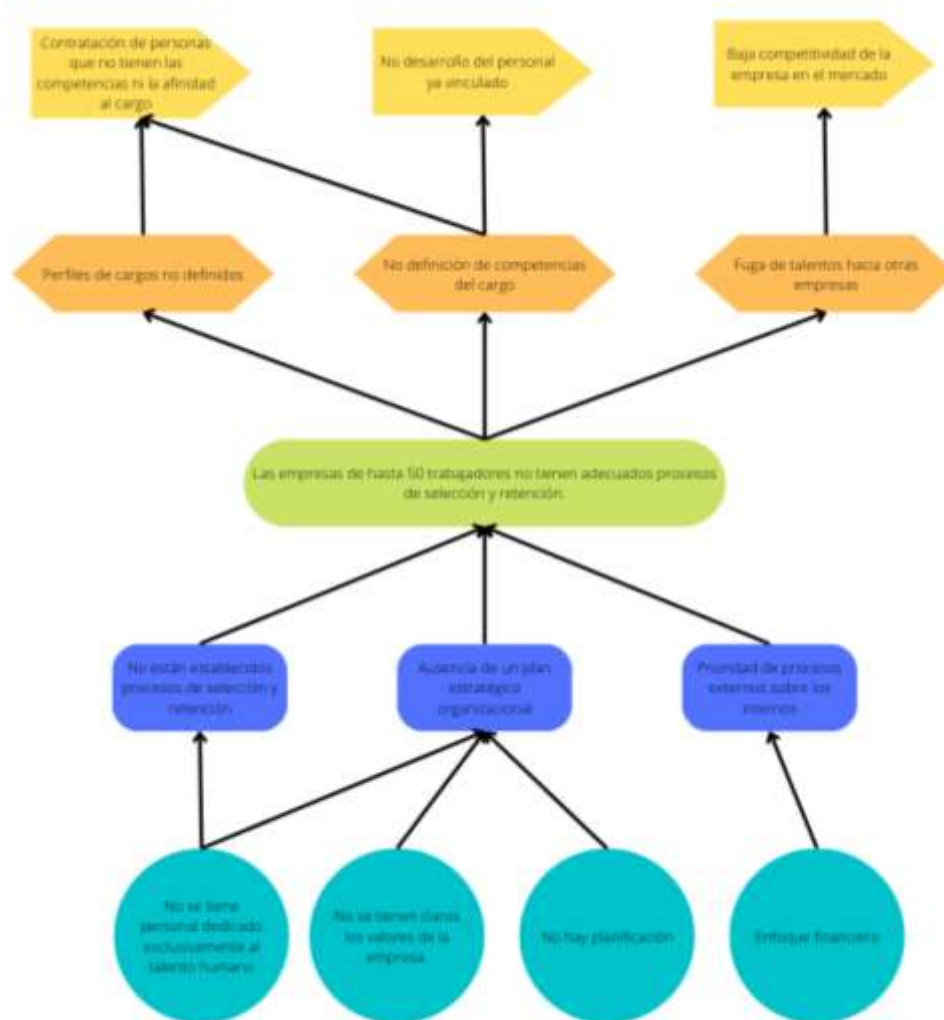 Contratación de personas
que no tienen las
competencias ni la afinidad
al cargo
No desarrollo del personal
ya vinculado
Baja competitividad de la
empresa en el mercado
Perfiles de cargos no definidos
No definición de competencias
del cargo
Fuga de talentos hacia otras
empresas
Las empresas de hasta 50 trabajadores no tienen adecuados procesos
de selección y retención.
No están establecidos
procesos de selección y
retención
Ausencia de un plan
estratégico
organizacional
Prioridad de procesos
externos sobre los
internos
No se tiene
personal dedicado
exclusivamente al
talento humano
No se tienen claros
los valores de la
empresa
No hay planificación
Enfoque financiero